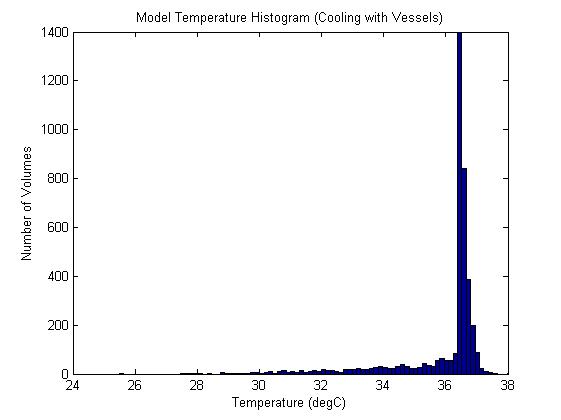 Model Temperature Histogram (Cooling with Vessels)
1400
1200
1000
800
600
400
200
0
Number of Volumes
24 26 28 30 32 34 36 38
Temperature (degC)